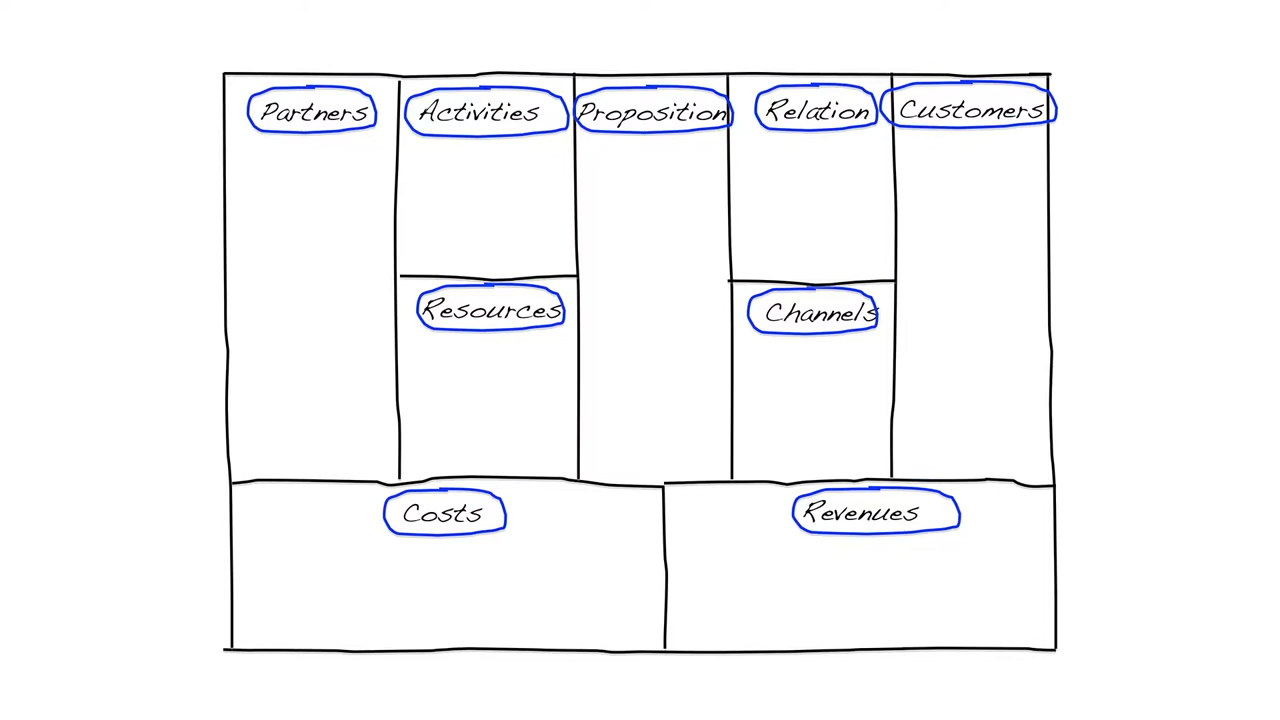 Partners
Activities
Proposition
Relation
Customers
Resources
Channels
Costs
Revenues